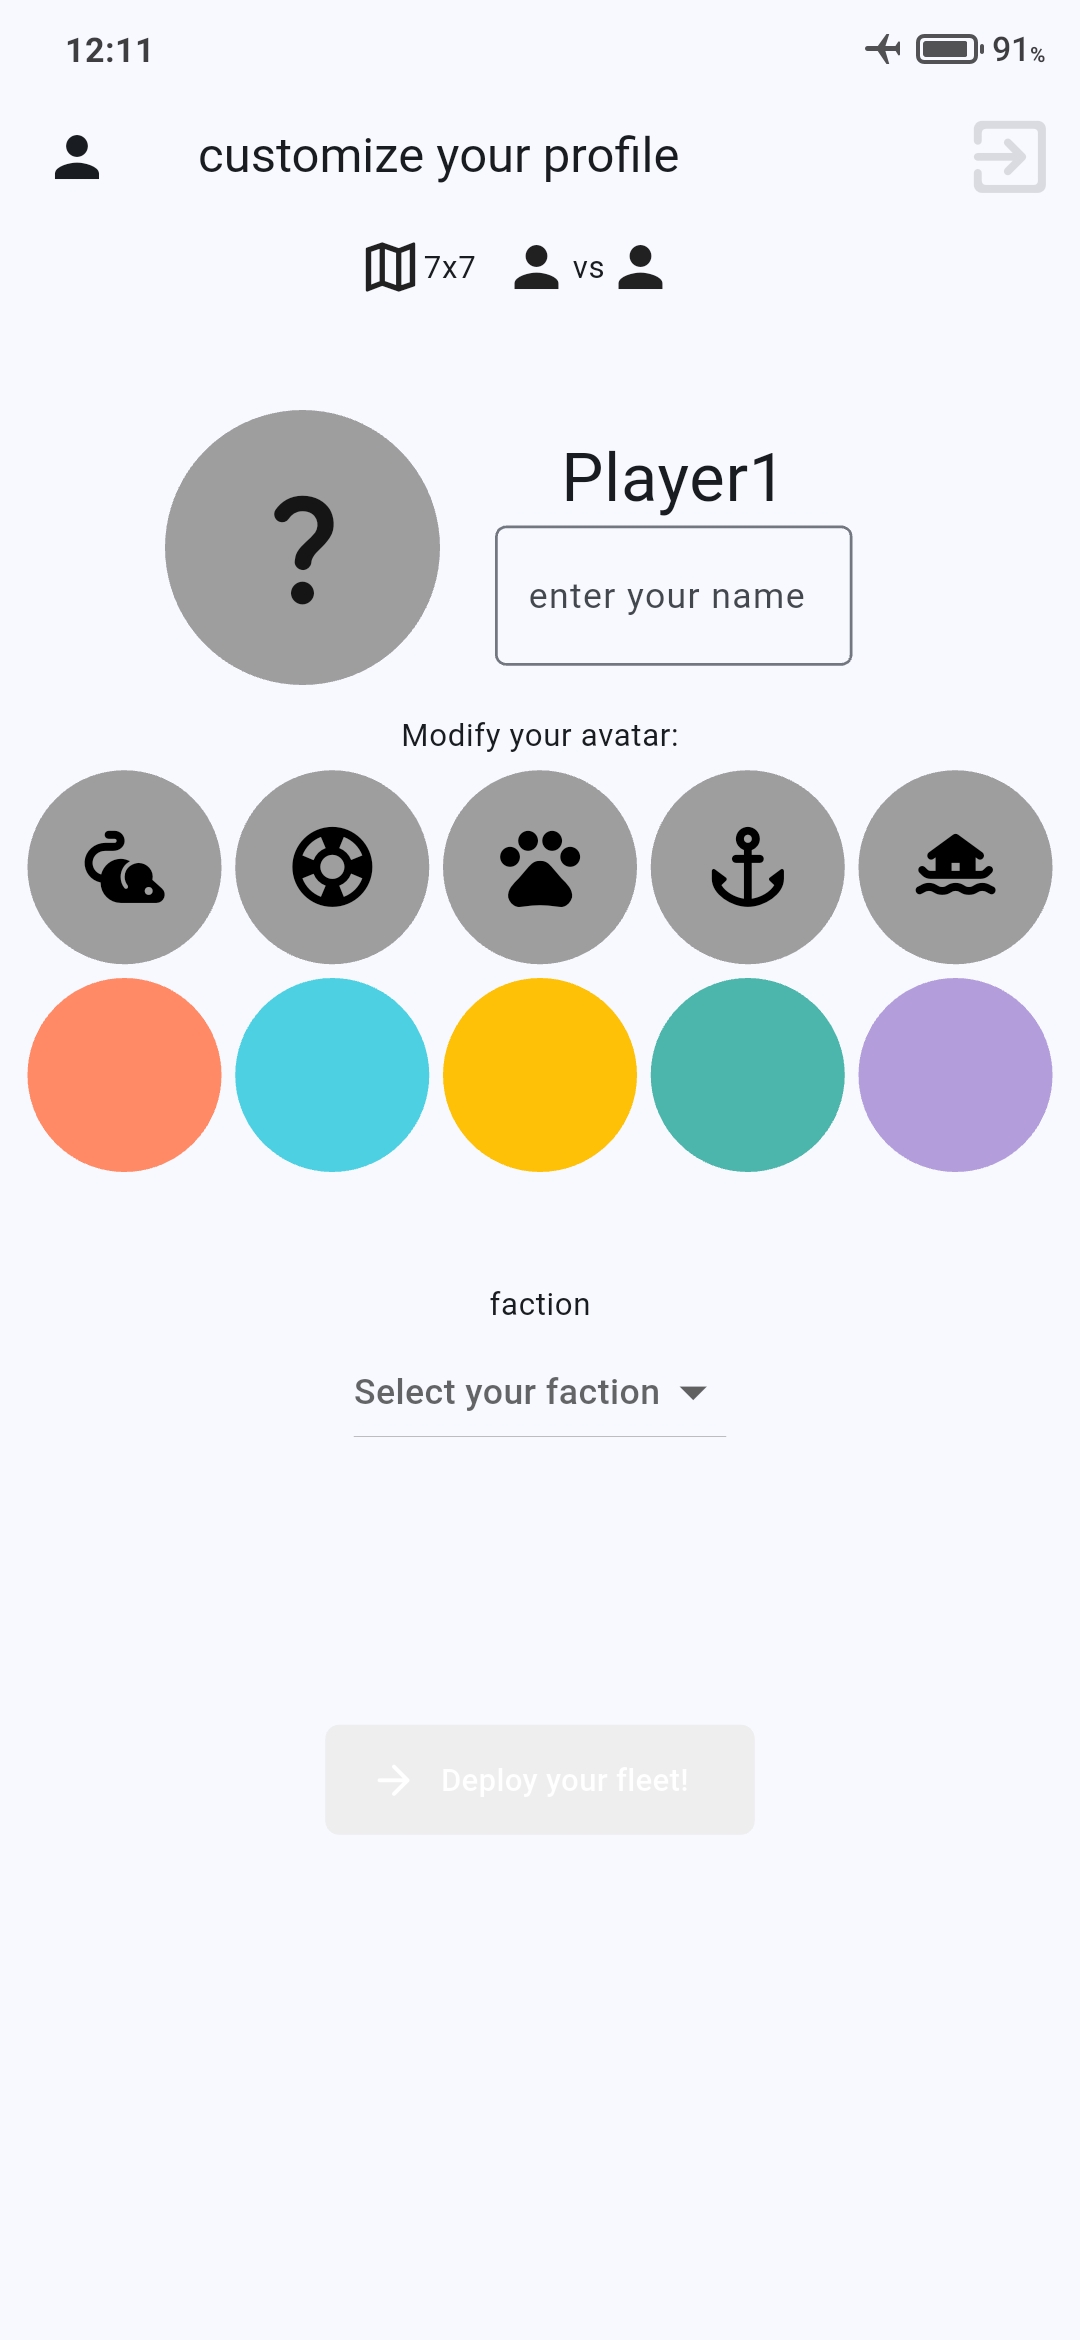 12:11
91%
customize your profile
7x7 vs
?
Player1
enter your name
Modify your avatar:
faction
Select your faction
Deploy your fleet!